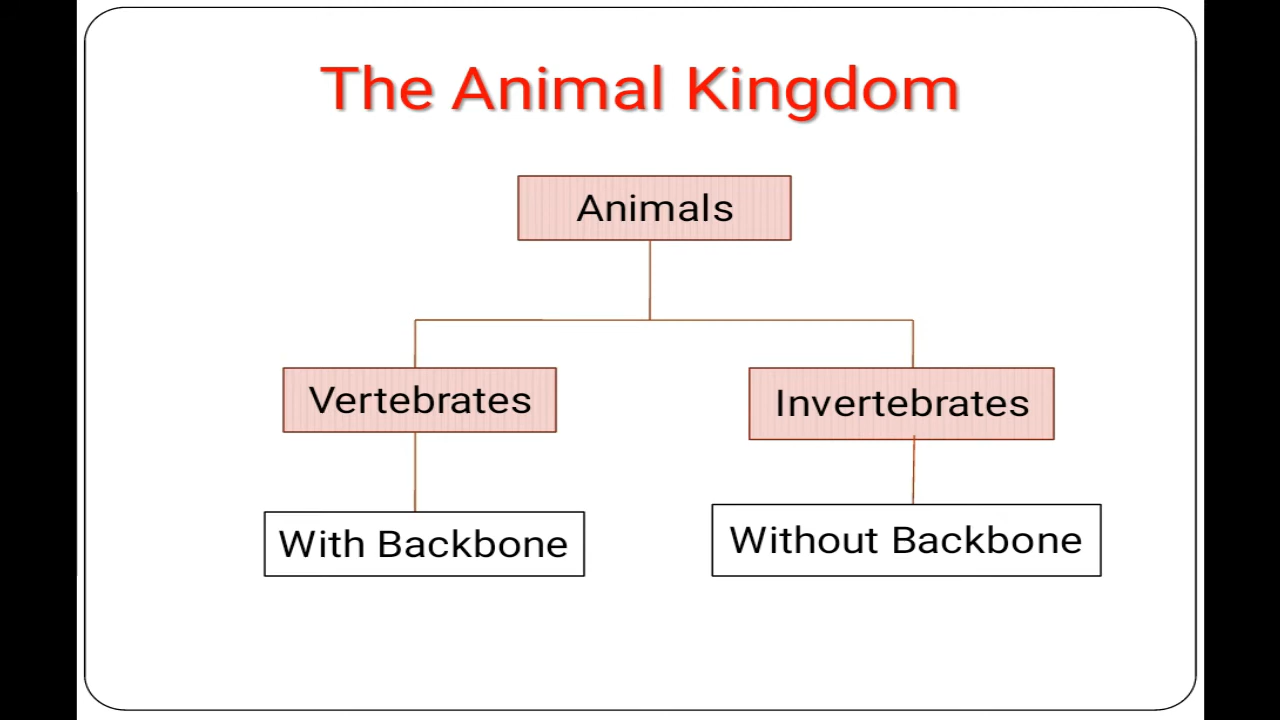 The Animal Kingdom
Animals
Vertebrates
Invertebrates
With Backbone
Without Backbone